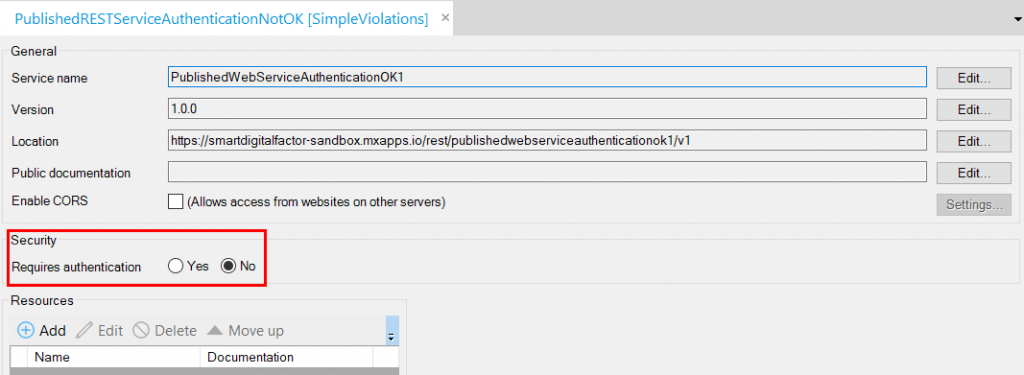 PublishedRESTServiceAuthenticationNotOK [SimpleViolations] ×
General
Service name PublishedWebServiceAuthenticationOK1 Edit...
Version 1.0.0 Edit...
Location https://smartdigitalfactor-sandbox.mxapps.io/rest/publishedwebserviceauthenticationok1/v1 Edit...
Public documentation Edit...
Enable CORS (Allows access from websites on other servers) Settings...
Security
Requires authentication Yes No
Resources
Add Edit Delete Move up
Name Documentation